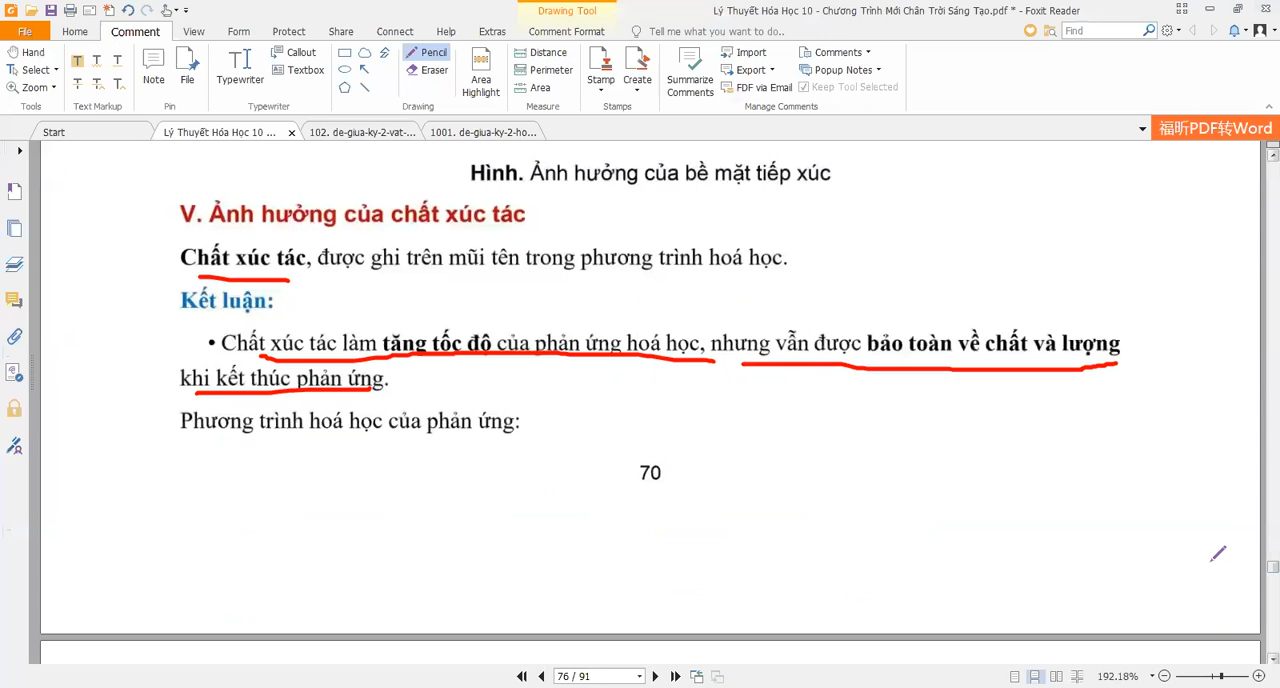 Drawing Tool
Lý Thuyết Hóa Học 10 - Chương Trình Mới Chân Trời Sáng Tạo.pdf * - Foxit Reader
File Home Comment View Form Protect Share Connect Help Extras Comment Format Tell me what you want to do.. Find
Hand
Select
Zoom
Tools
T T T
T T T
Text Markup
Note
File
Pin
Typewriter
Callout
Textbox
Typewriter
Pencil
Eraser
Drawing
Area Highlight
Distance
Perimeter
Area
Measure
Stamp
Create
Stamps
Summarize Comments
Import
Export
FDF via Email
Comments
Popup Notes
Keep Tool Selected
Manage Comments
Start
Lý Thuyết Hóa Học 10 ...
102. de-giua-ky-2-vat-...
1001. de-giua-ky-2-ho...
福昕PDF转Word
Hình. Ảnh hưởng của bề mặt tiếp xúc
V. Ảnh hưởng của chất xúc tác
Chất xúc tác, được ghi trên mũi tên trong phương trình hoá học.
Kết luận:
• Chất xúc tác làm tăng tốc độ của phản ứng hoá học, nhưng vẫn được bảo toàn về chất và lượng
khi kết thúc phản ứng.
Phương trình hoá học của phản ứng:
70
76 / 91
192.18%